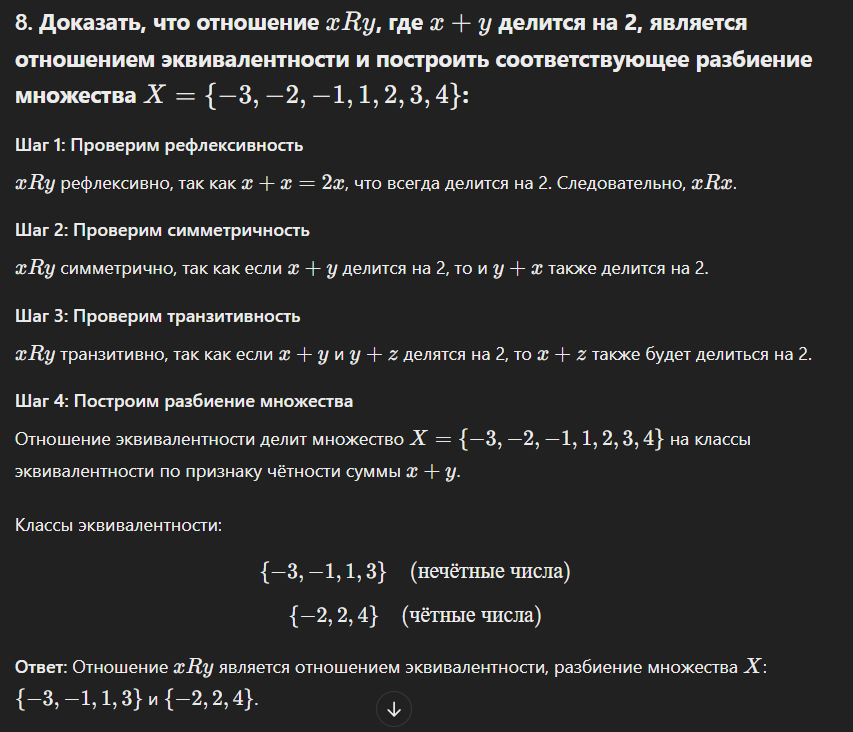 8. Доказать, что отношение xRy, где x + y делится на 2, является
отношением эквивалентности и построить соответствующее разбиение
множества X = {−3, −2, −1, 1, 2, 3, 4}:
Шаг 1: Проверим рефлексивность
xRy рефлексивно, так как x + x = 2x, что всегда делится на 2. Следовательно, xRx.
Шаг 2: Проверим симметричность
xRy симметрично, так как если x + y делится на 2, то и y + x также делится на 2.
Шаг 3: Проверим транзитивность
xRy транзитивно, так как если x + y и y + z делятся на 2, то x + z также будет делиться на 2.
Шаг 4: Построим разбиение множества
Отношение эквивалентности делит множество X = {−3, −2, −1, 1, 2, 3, 4} на классы
эквивалентности по признаку чётности суммы x + y.
Классы эквивалентности:
{−3, −1, 1, 3} (нечётные числа)
{−2, 2, 4} (чётные числа)
Ответ: Отношение xRy является отношением эквивалентности, разбиение множества X:
{−3, −1, 1, 3} и {−2, 2, 4}.